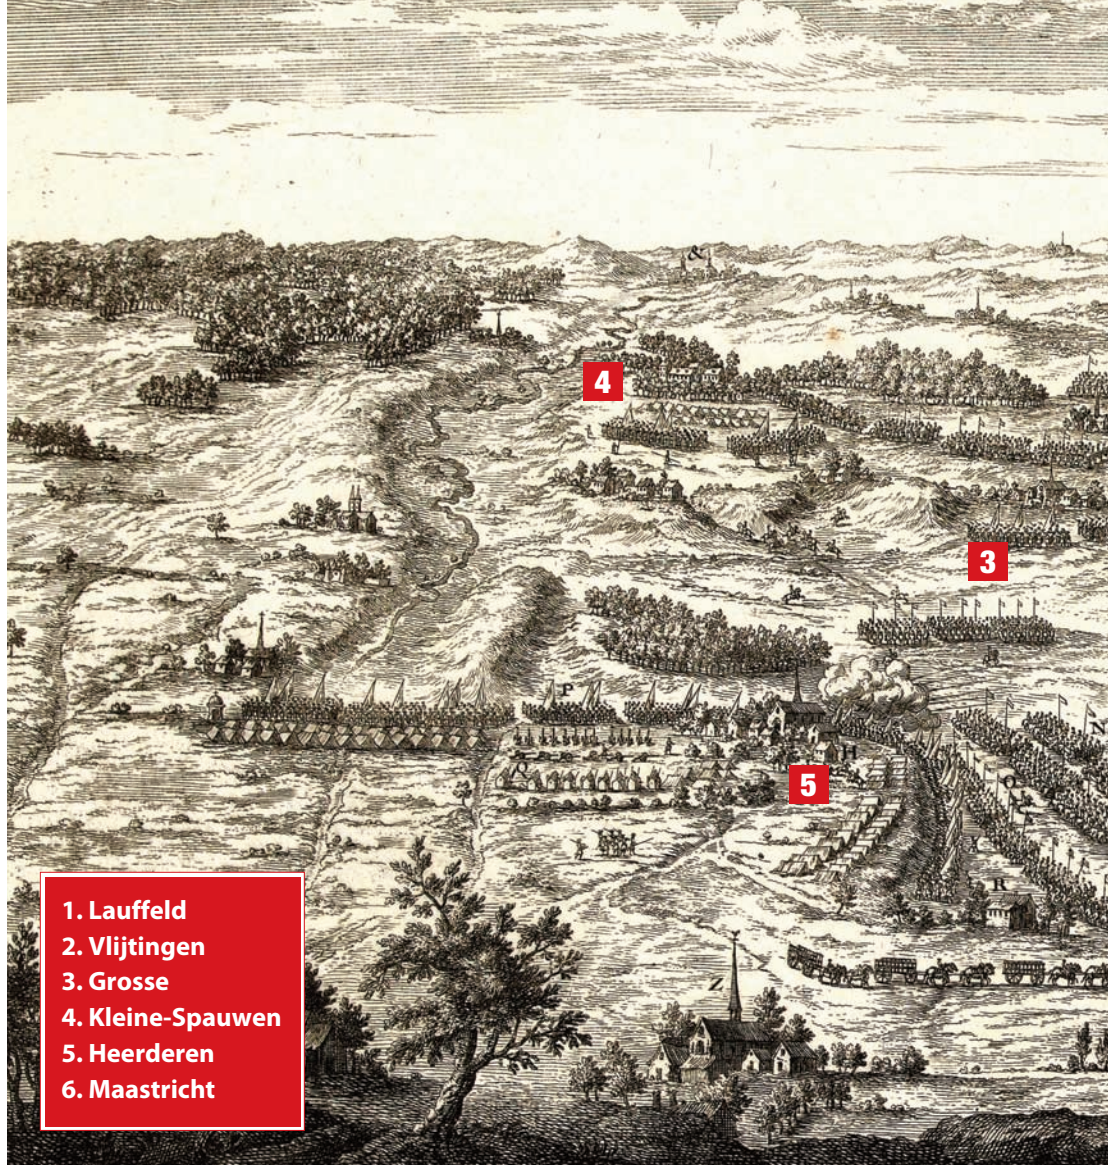 &
4
3
P
N
H
Q
O
5
A
R
Z
1. Lauffeld
2. Vlijtingen
3. Grosse
4. Kleine-Spauwen
5. Heerderen
6. Maastricht